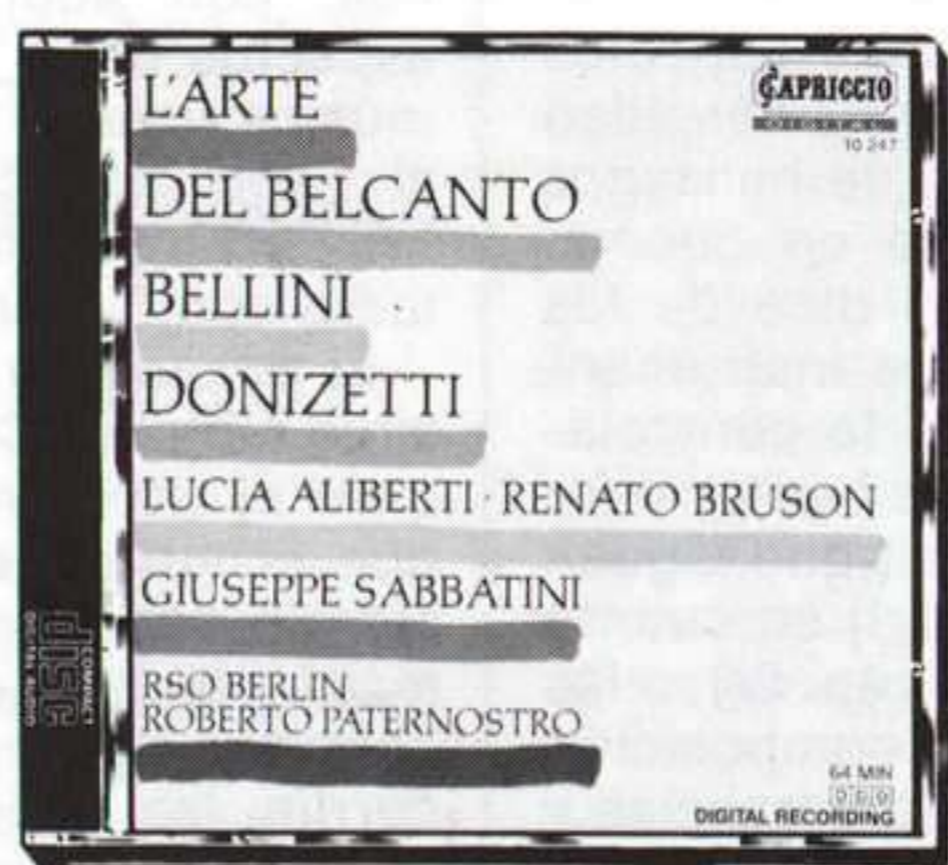 L'ARTE
DEL BELCANTO
BELLINI
DONIZETTI
LUCIA ALIBERTI · RENATO BRUSON
GIUSEPPE SABBATINI
RSO BERLIN
ROBERTO PATERNOSTRO
CAPRICCIO
10 247
64 MIN
DDD
DIGITAL RECORDING
COMPACT
disc
DIGITAL AUDIO